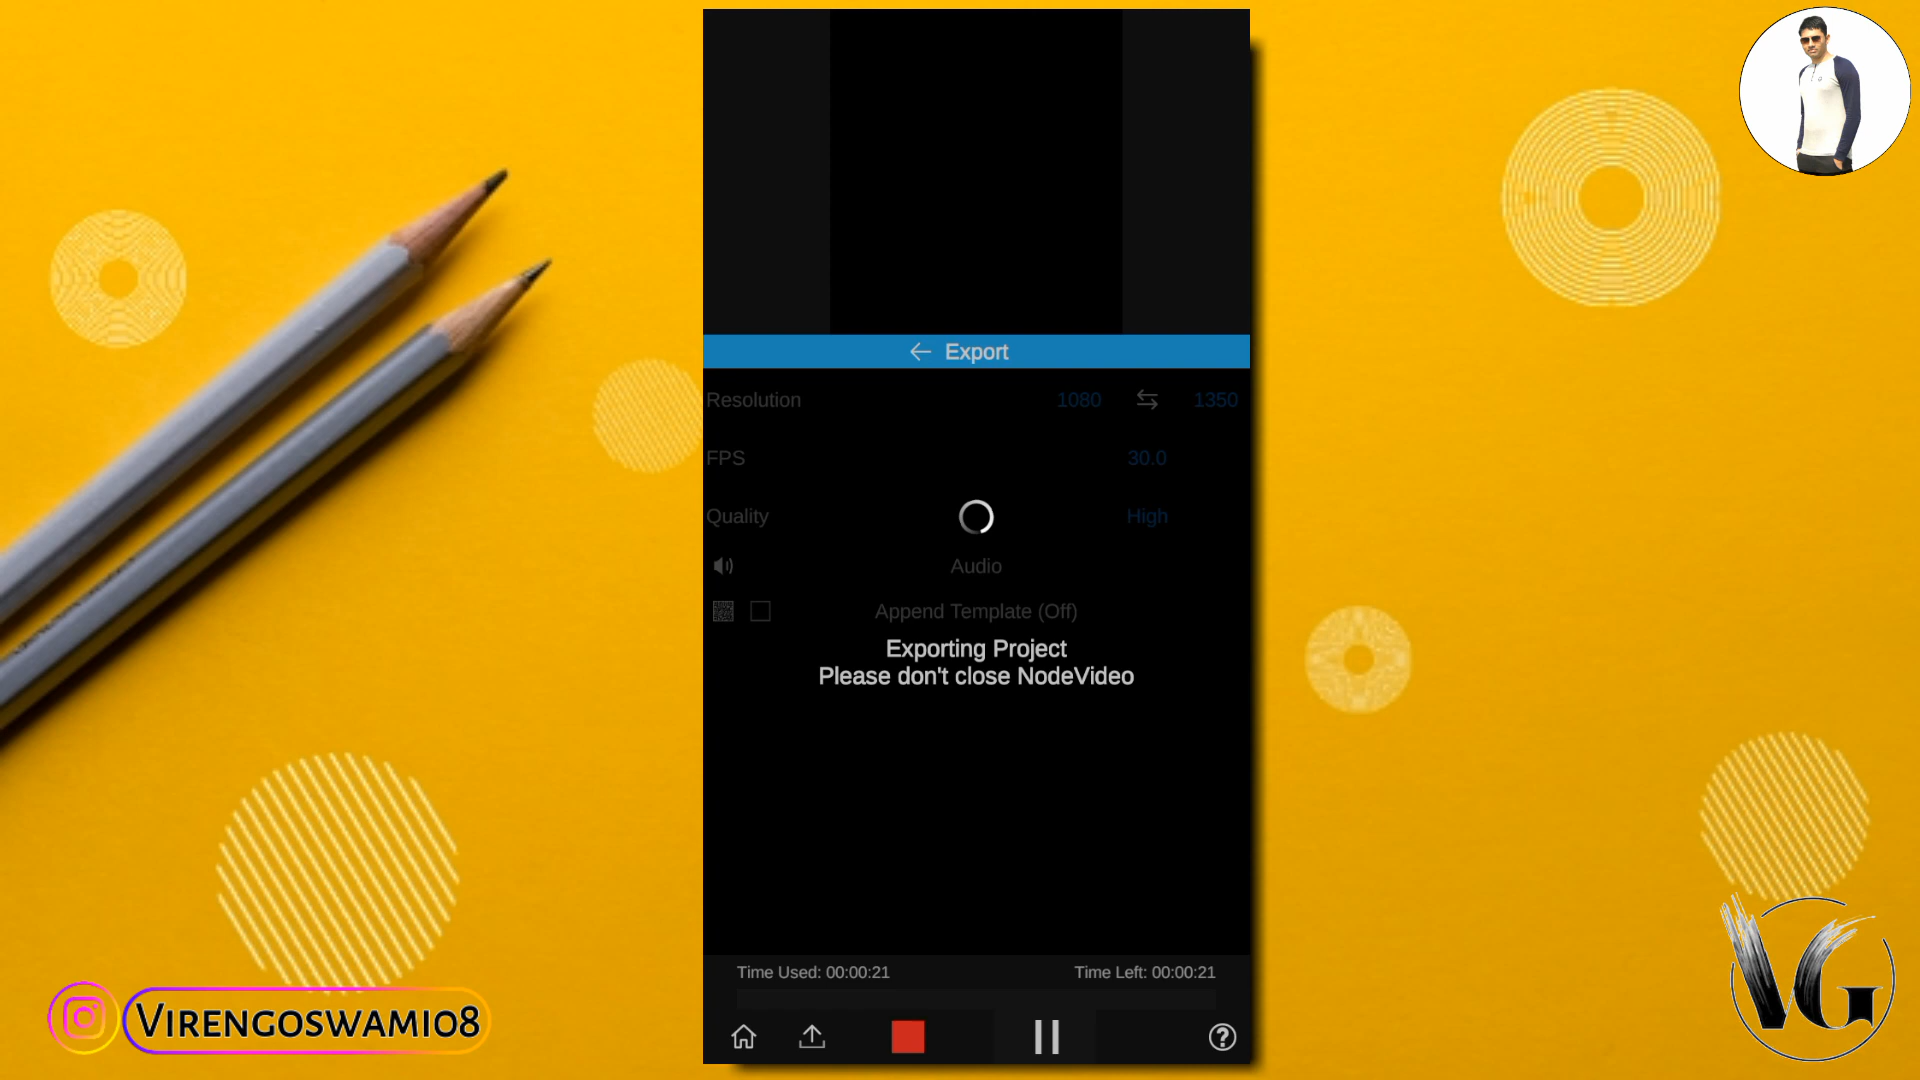 Export
Resolution 1080 1350
FPS 30.0
Quality High
Audio
Append Template (Off)
Exporting Project
Please don't close NodeVideo
Time Used: 00:00:21 Time Left: 00:00:21
VIRENGOSWAMI08
VG